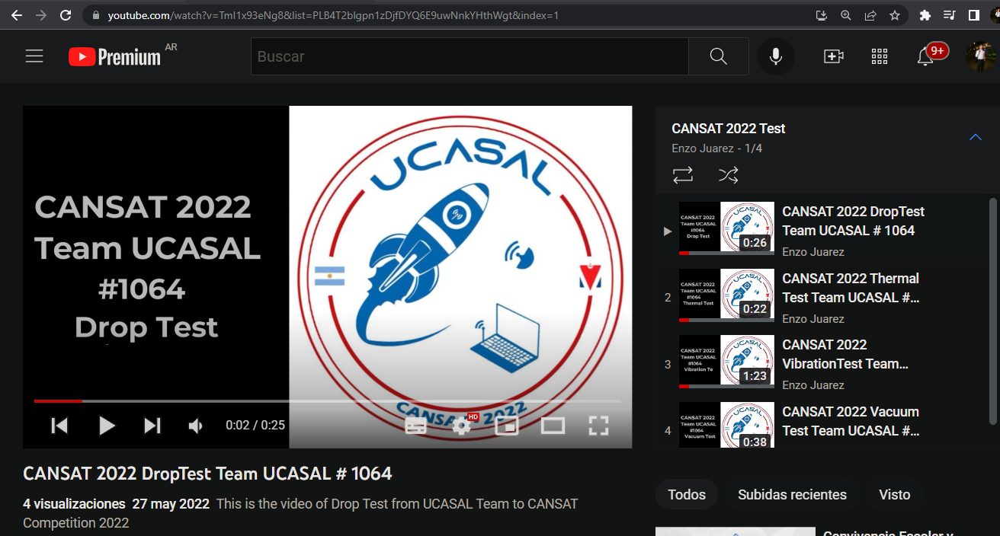 youtube.com/watch?v=Tml1x93eNg8&list=PLB4T2bIgpn1zDjfDYQ6E9uwNnkYHthWgt&index=1
Premium AR
Buscar
9+
CANSAT 2022
Team UCASAL
#1064
Drop Test
UCASAL
CANSAT 2022
0:02 / 0:25
HD
CANSAT 2022 DropTest Team UCASAL # 1064
4 visualizaciones 27 may 2022 This is the video of Drop Test from UCASAL Team to CANSAT
Competition 2022
CANSAT 2022 Test
Enzo Juarez - 1/4
CANSAT 2022
Team UCASAL
#1064
Drop Test
UCASAL
0:26
CANSAT 2022 DropTest
Team UCASAL # 1064
Enzo Juarez
2
CANSAT 2022
Team UCASAL
#1064
Thermal Test
UCASAL
0:22
CANSAT 2022 Thermal
Test Team UCASAL #...
Enzo Juarez
3
CANSAT 2022
Team UCASAL
#1064
Vibration Te
UCASAL
1:23
CANSAT 2022
VibrationTest Team...
Enzo Juarez
4
CANSAT 2022
Team UCASAL
#1064
Vacuum Test
UCASAL
0:38
CANSAT 2022 Vacuum
Test Team UCASAL #...
Todos
Subidas recientes
Visto
Convivencia Escolar y